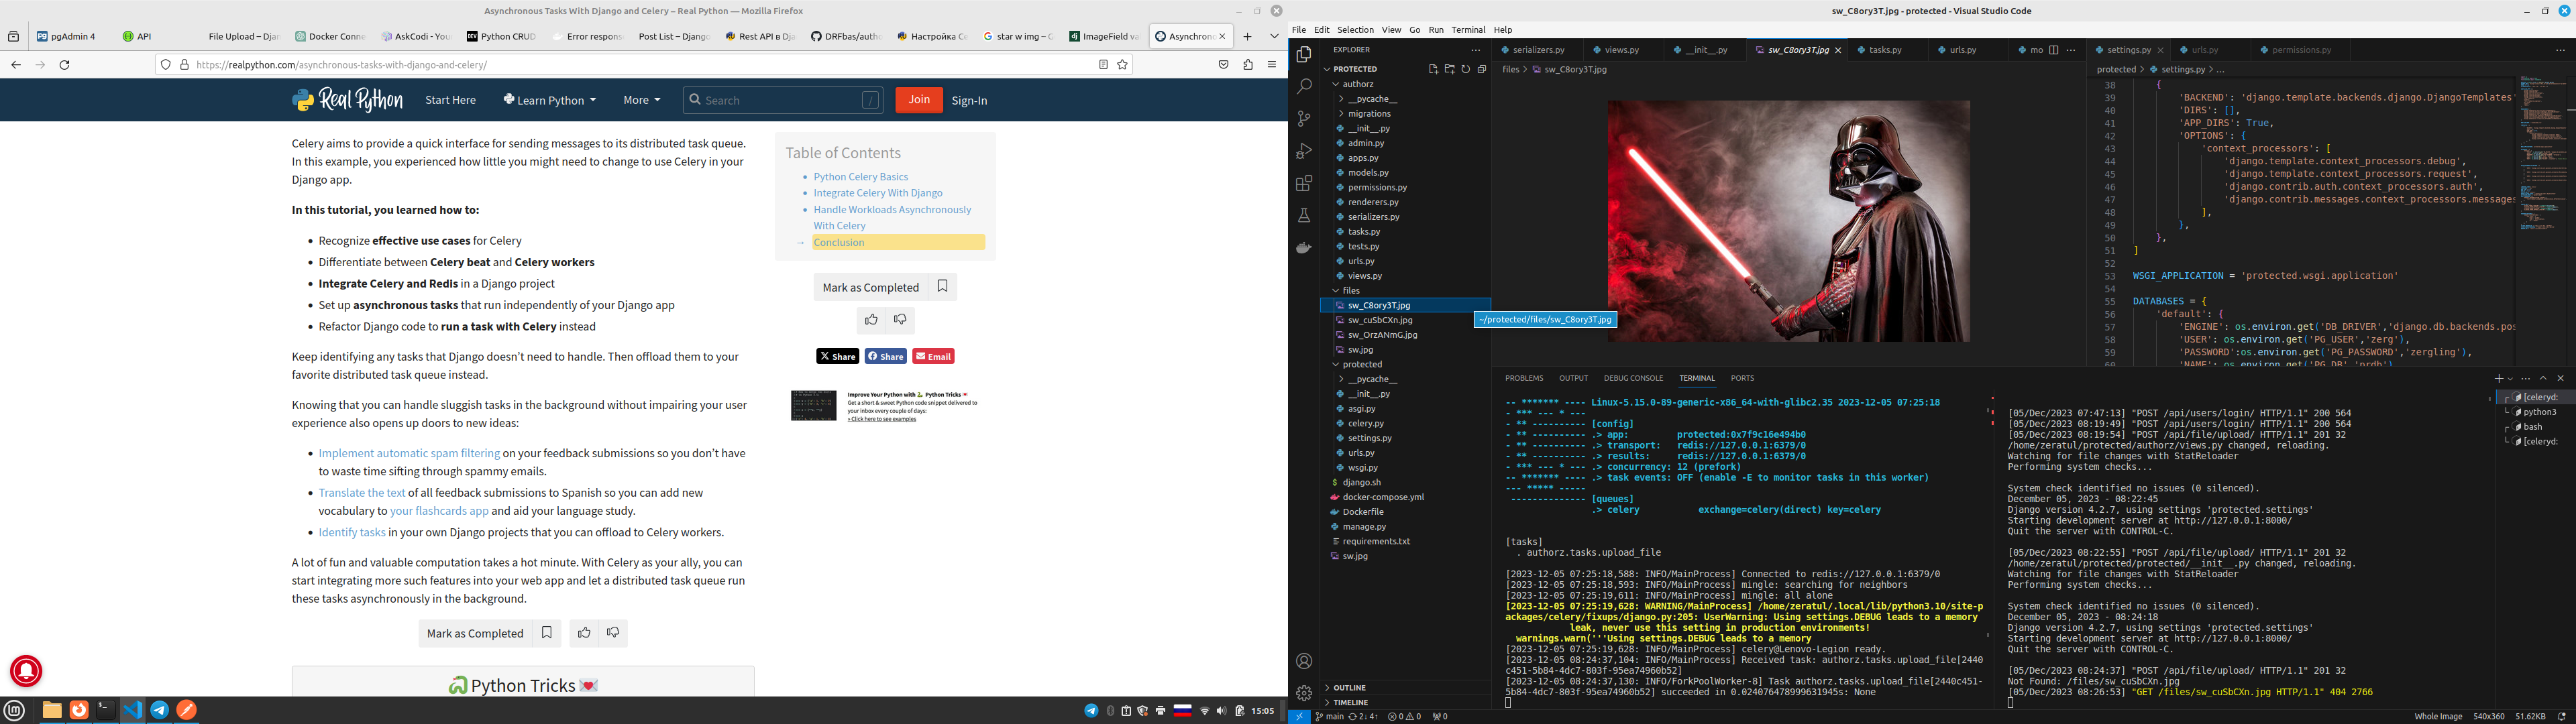 Asynchronous Tasks With Django and Celery – Real Python — Mozilla Firefox
pgAdmin 4
API
File Upload – Djan
Docker Conne
AskCodi - Your
Python CRUD
Error respons
Post List – Django
Rest API в Dja
DRFbas/autho
Настройка Ce
star w img – G
ImageField va
Asynchrono
https://realpython.com/asynchronous-tasks-with-django-and-celery/
Real Python
Start Here
Learn Python
More
Search
/
Join
Sign-In
Celery aims to provide a quick interface for sending messages to its distributed task queue.
In this example, you experienced how little you might need to change to use Celery in your
Django app.
In this tutorial, you learned how to:
• Recognize effective use cases for Celery
• Differentiate between Celery beat and Celery workers
• Integrate Celery and Redis in a Django project
• Set up asynchronous tasks that run independently of your Django app
• Refactor Django code to run a task with Celery instead
Keep identifying any tasks that Django doesn't need to handle. Then offload them to your
favorite distributed task queue instead.
Knowing that you can handle sluggish tasks in the background without impairing your user
experience also opens up doors to new ideas:
• Implement automatic spam filtering on your feedback submissions so you don't have
to waste time sifting through spammy emails.
• Translate the text of all feedback submissions to Spanish so you can add new
vocabulary to your flashcards app and aid your language study.
• Identify tasks in your own Django projects that you can offload to Celery workers.
A lot of fun and valuable computation takes a hot minute. With Celery as your ally, you can
start integrating more such features into your web app and let a distributed task queue run
these tasks asynchronously in the background.
Mark as Completed
Python Tricks
Table of Contents
• Python Celery Basics
• Integrate Celery With Django
• Handle Workloads Asynchronously
With Celery
→ Conclusion
Mark as Completed
Share
Share
Email
Improve Your Python with Python Tricks
Get a short & sweet Python code snippet delivered to
your inbox every couple of days:
» Click here to see examples
15:05
sw_C8ory3T.jpg - protected - Visual Studio Code
File Edit Selection View Go Run Terminal Help
EXPLORER
PROTECTED
authorz
__pycache__
migrations
__init__.py
admin.py
apps.py
models.py
permissions.py
renderers.py
serializers.py
tasks.py
tests.py
urls.py
views.py
files
sw_C8ory3T.jpg
sw_cuSbCXn.jpg
sw_OrzANmG.jpg
sw.jpg
protected
__pycache__
__init__.py
asgi.py
celery.py
settings.py
urls.py
wsgi.py
django.sh
docker-compose.yml
Dockerfile
manage.py
requirements.txt
sw.jpg
OUTLINE
TIMELINE
serializers.py
views.py
__init__.py
sw_C8ory3T.jpg
tasks.py
urls.py
mo
files > sw_C8ory3T.jpg
~/protected/files/sw_C8ory3T.jpg
settings.py
urls.py
permissions.py
protected > settings.py > ...
38 {
39 'BACKEND': 'django.template.backends.django.DjangoTemplates'
40 'DIRS': [],
41 'APP_DIRS': True,
42 'OPTIONS': {
43 'context_processors': [
44 'django.template.context_processors.debug',
45 'django.template.context_processors.request',
46 'django.contrib.auth.context_processors.auth',
47 'django.contrib.messages.context_processors.messages
48 ],
49 },
50 },
51 ]
52
53 WSGI_APPLICATION = 'protected.wsgi.application'
54
55 DATABASES = {
56 'default': {
57 'ENGINE': os.environ.get('DB_DRIVER','django.db.backends.pos
58 'USER': os.environ.get('PG_USER','zerg'),
59 'PASSWORD':os.environ.get('PG_PASSWORD','zergling'),
60 'NAME': os.environ.get('PG_DB','prdb'),
PROBLEMS OUTPUT DEBUG CONSOLE TERMINAL PORTS
-- ******* ---- Linux-5.15.0-89-generic-x86_64-with-glibc2.35 2023-12-05 07:25:18
- *** --- * ---
- ** ---------- [config]
- ** ---------- .> app: protected:0x7f9c16e494b0
- ** ---------- .> transport: redis://127.0.0.1:6379/0
- ** ---------- .> results: redis://127.0.0.1:6379/0
- *** --- * --- .> concurrency: 12 (prefork)
-- ******* ---- .> task events: OFF (enable -E to monitor tasks in this worker)
--- ***** -----
-------------- [queues]
.> celery exchange=celery(direct) key=celery
[tasks]
. authorz.tasks.upload_file
[2023-12-05 07:25:18,588: INFO/MainProcess] Connected to redis://127.0.0.1:6379/0
[2023-12-05 07:25:18,593: INFO/MainProcess] mingle: searching for neighbors
[2023-12-05 07:25:19,611: INFO/MainProcess] mingle: all alone
[2023-12-05 07:25:19,628: WARNING/MainProcess] /home/zeratul/.local/lib/python3.10/site-p
ackages/celery/fixups/django.py:205: UserWarning: Using settings.DEBUG leads to a memory
leak, never use this setting in production environments!
warnings.warn('''Using settings.DEBUG leads to a memory
[2023-12-05 07:25:19,628: INFO/MainProcess] celery@Lenovo-Legion ready.
[2023-12-05 08:24:37,104: INFO/MainProcess] Received task: authorz.tasks.upload_file[2440
c451-5b84-4dc7-803f-95ea74960b52]
[2023-12-05 08:24:37,130: INFO/ForkPoolWorker-8] Task authorz.tasks.upload_file[2440c451-
5b84-4dc7-803f-95ea74960b52] succeeded in 0.024076478999631945s: None
[05/Dec/2023 07:47:13] "POST /api/users/login/ HTTP/1.1" 200 564
[05/Dec/2023 08:19:49] "POST /api/users/login/ HTTP/1.1" 200 564
[05/Dec/2023 08:19:54] "POST /api/file/upload/ HTTP/1.1" 201 32
/home/zeratul/protected/authorz/views.py changed, reloading.
Watching for file changes with StatReloader
Performing system checks...
System check identified no issues (0 silenced).
December 05, 2023 - 08:22:45
Django version 4.2.7, using settings 'protected.settings'
Starting development server at http://127.0.0.1:8000/
Quit the server with CONTROL-C.
[05/Dec/2023 08:22:55] "POST /api/file/upload/ HTTP/1.1" 201 32
/home/zeratul/protected/protected/__init__.py changed, reloading.
Watching for file changes with StatReloader
Performing system checks...
System check identified no issues (0 silenced).
December 05, 2023 - 08:24:18
Django version 4.2.7, using settings 'protected.settings'
Starting development server at http://127.0.0.1:8000/
Quit the server with CONTROL-C.
[05/Dec/2023 08:24:37] "POST /api/file/upload/ HTTP/1.1" 201 32
Not Found: /files/sw_cuSbCXn.jpg
[05/Dec/2023 08:26:53] "GET /files/sw_cuSbCXn.jpg HTTP/1.1" 404 2766
[celeryd:
python3
bash
[celeryd:
main 2↓ 4↑ 0 0 0
Whole Image 540x360 51.62KB